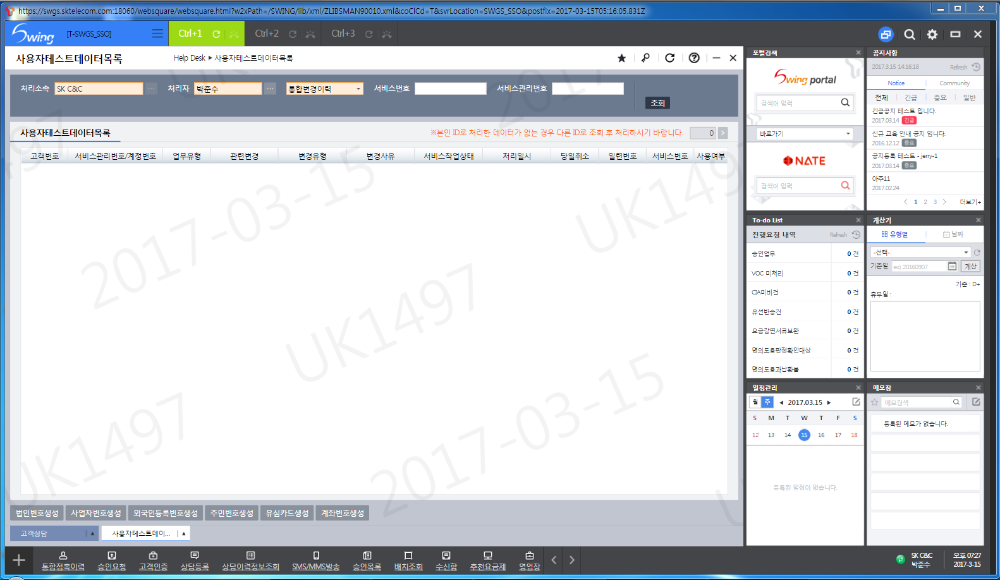 https://swgs.sktelecom.com:18060/websquare/websquare.html?w2xPath=/SWING/lib/xml/ZLIBSMAN90010.xml&coClCd=T&svrLocation=SWGS_SSO&postfix=2017-03-15T05:16:05.831Z
Swing [T-SWGS_SSO] Ctrl+1 Ctrl+2 Ctrl+3
사용자테스트데이터목록 Help Desk ▶ 사용자테스트데이터목록
처리소속 SK C&C 처리자 박준수 통합변경이력 서비스번호 서비스관리번호
조회
사용자테스트데이터목록 ※본인 ID로 처리한 데이터가 없는 경우 다른 ID로 조회 후 처리하시기 바랍니다. 0
고객번호 서비스관리번호/계정번호 업무유형 관련변경 변경유형 변경사유 서비스작업상태 처리일시 당일취소 일련번호 서비스번호 사용여부
2017-03-15
UK1497
UK1497
2017-03-15
UK1497
법인번호생성 사업자번호생성 외국인등록번호생성 주민번호생성 유심카드생성 계좌번호생성
고객상담 사용자테스트데이...
포털검색
Swing portal
검색어 입력
바로가기
NATE
검색어 입력
공지사항
2017.3.15 14:16:18 Refresh
Notice Community
전체 긴급 중요 일반
긴급공지 테스트 입니다.
2017.03.14 긴급
신규 교육 안내 공지 입니다.
2016.12.12 중요
공지등록 테스트 - jerry-1
2017.03.14 중요
아주11
2017.02.24
1 2 3 더보기+
To-do List
진행요청 내역 Refresh
승인업무 0 건
VOC 미처리 0 건
CIA미비건 0 건
유선반송건 0 건
요금감면서류보완 0 건
명의도용판정확인대상 0 건
명의도용과납환불 0 건
계산기
유형별 날짜
-선택-
기준일 ex) 20160907 계산
기준 : D+
휴무일 :
일정관리
월 주 ◀ 2017.03.15 ▶
S M T W T F S
12 13 14 15 16 17 18
등록된 일정이 없습니다.
메모장
메모검색
등록된 메모가 없습니다.
통합접촉이력 승인요청 고객인증 상담등록 상담이력정보조회 SMS/MMS발송 승인목록 배치조회 수신함 추천요금제 영업장
SK C&C 오후 07:27
박준수 2017-3-15